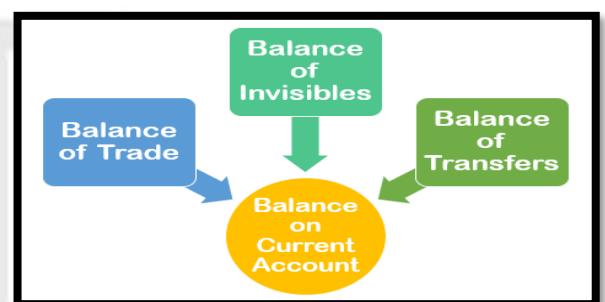 Balance
of
Invisibles
Balance
of Trade
Balance
of
Transfers
Balance
on
Current
Account